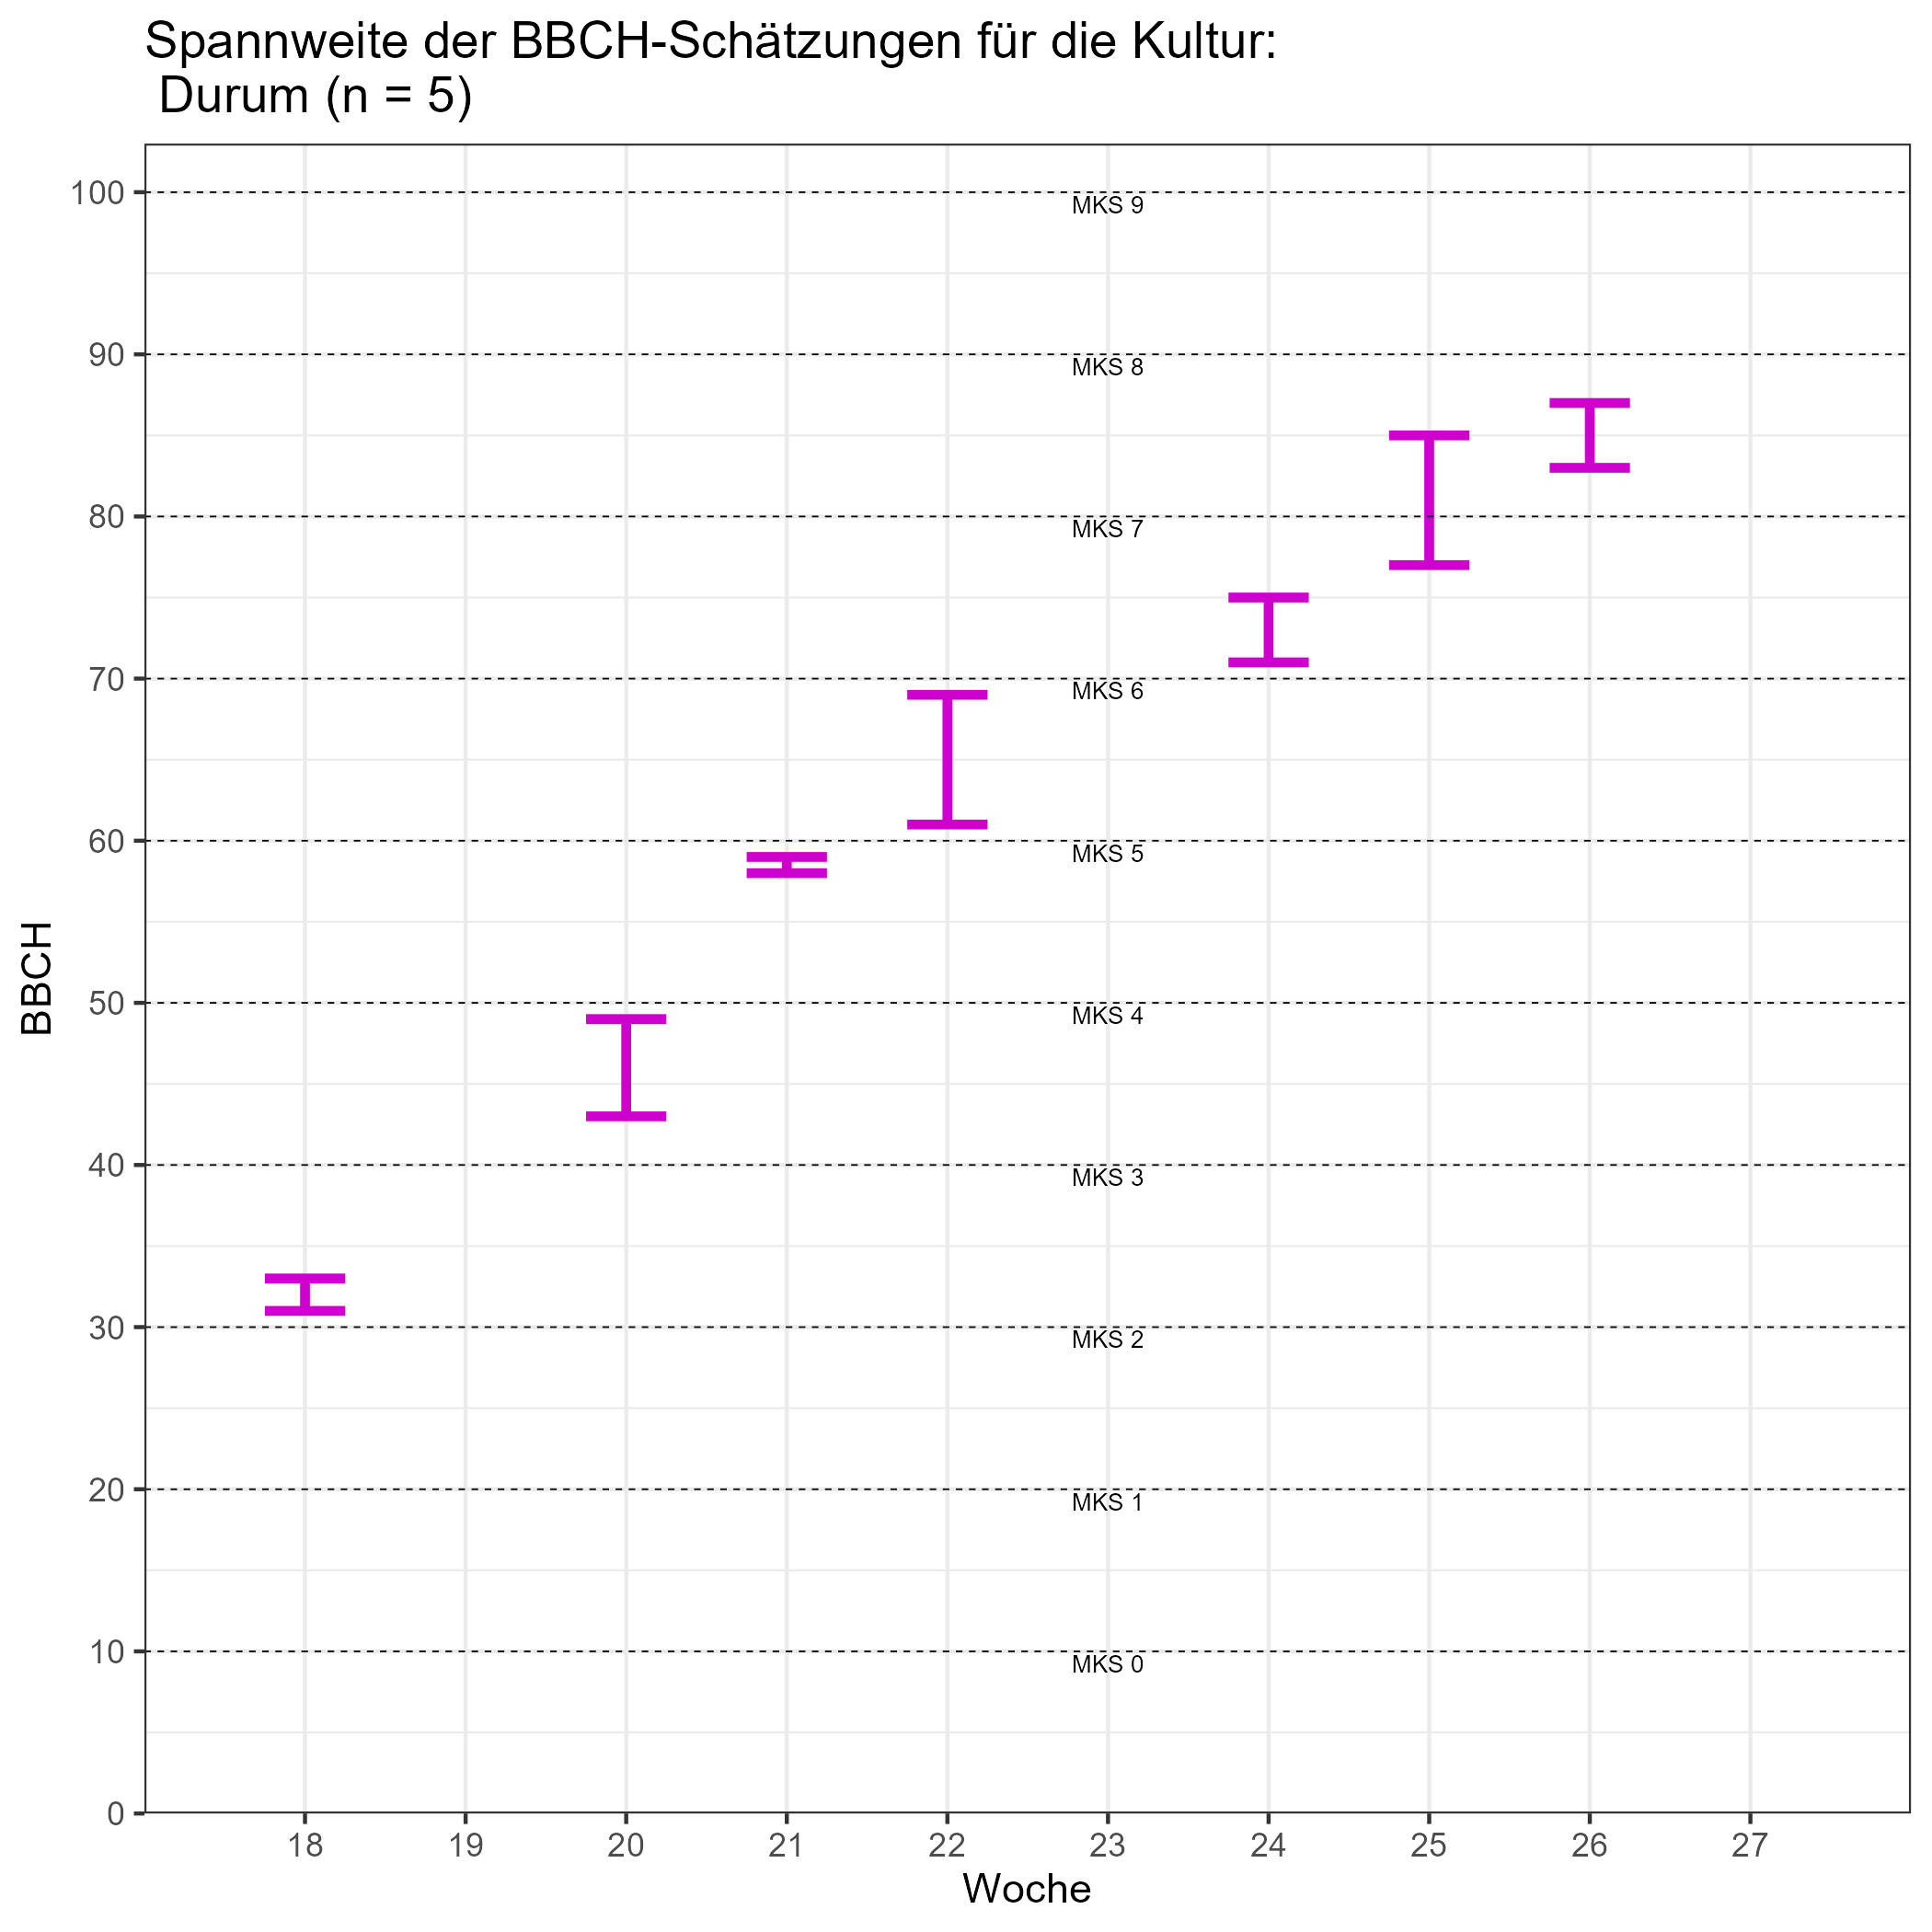 Spannweite der BBCH-Schätzungen für die Kultur:
Durum (n = 5)
100
MKS 9
90
MKS 8
80
MKS 7
70
MKS 6
60
MKS 5
50
MKS 4
40
MKS 3
30
MKS 2
20
MKS 1
10
MKS 0
0
BBCH
18 19 20 21 22 23 24 25 26 27
Woche